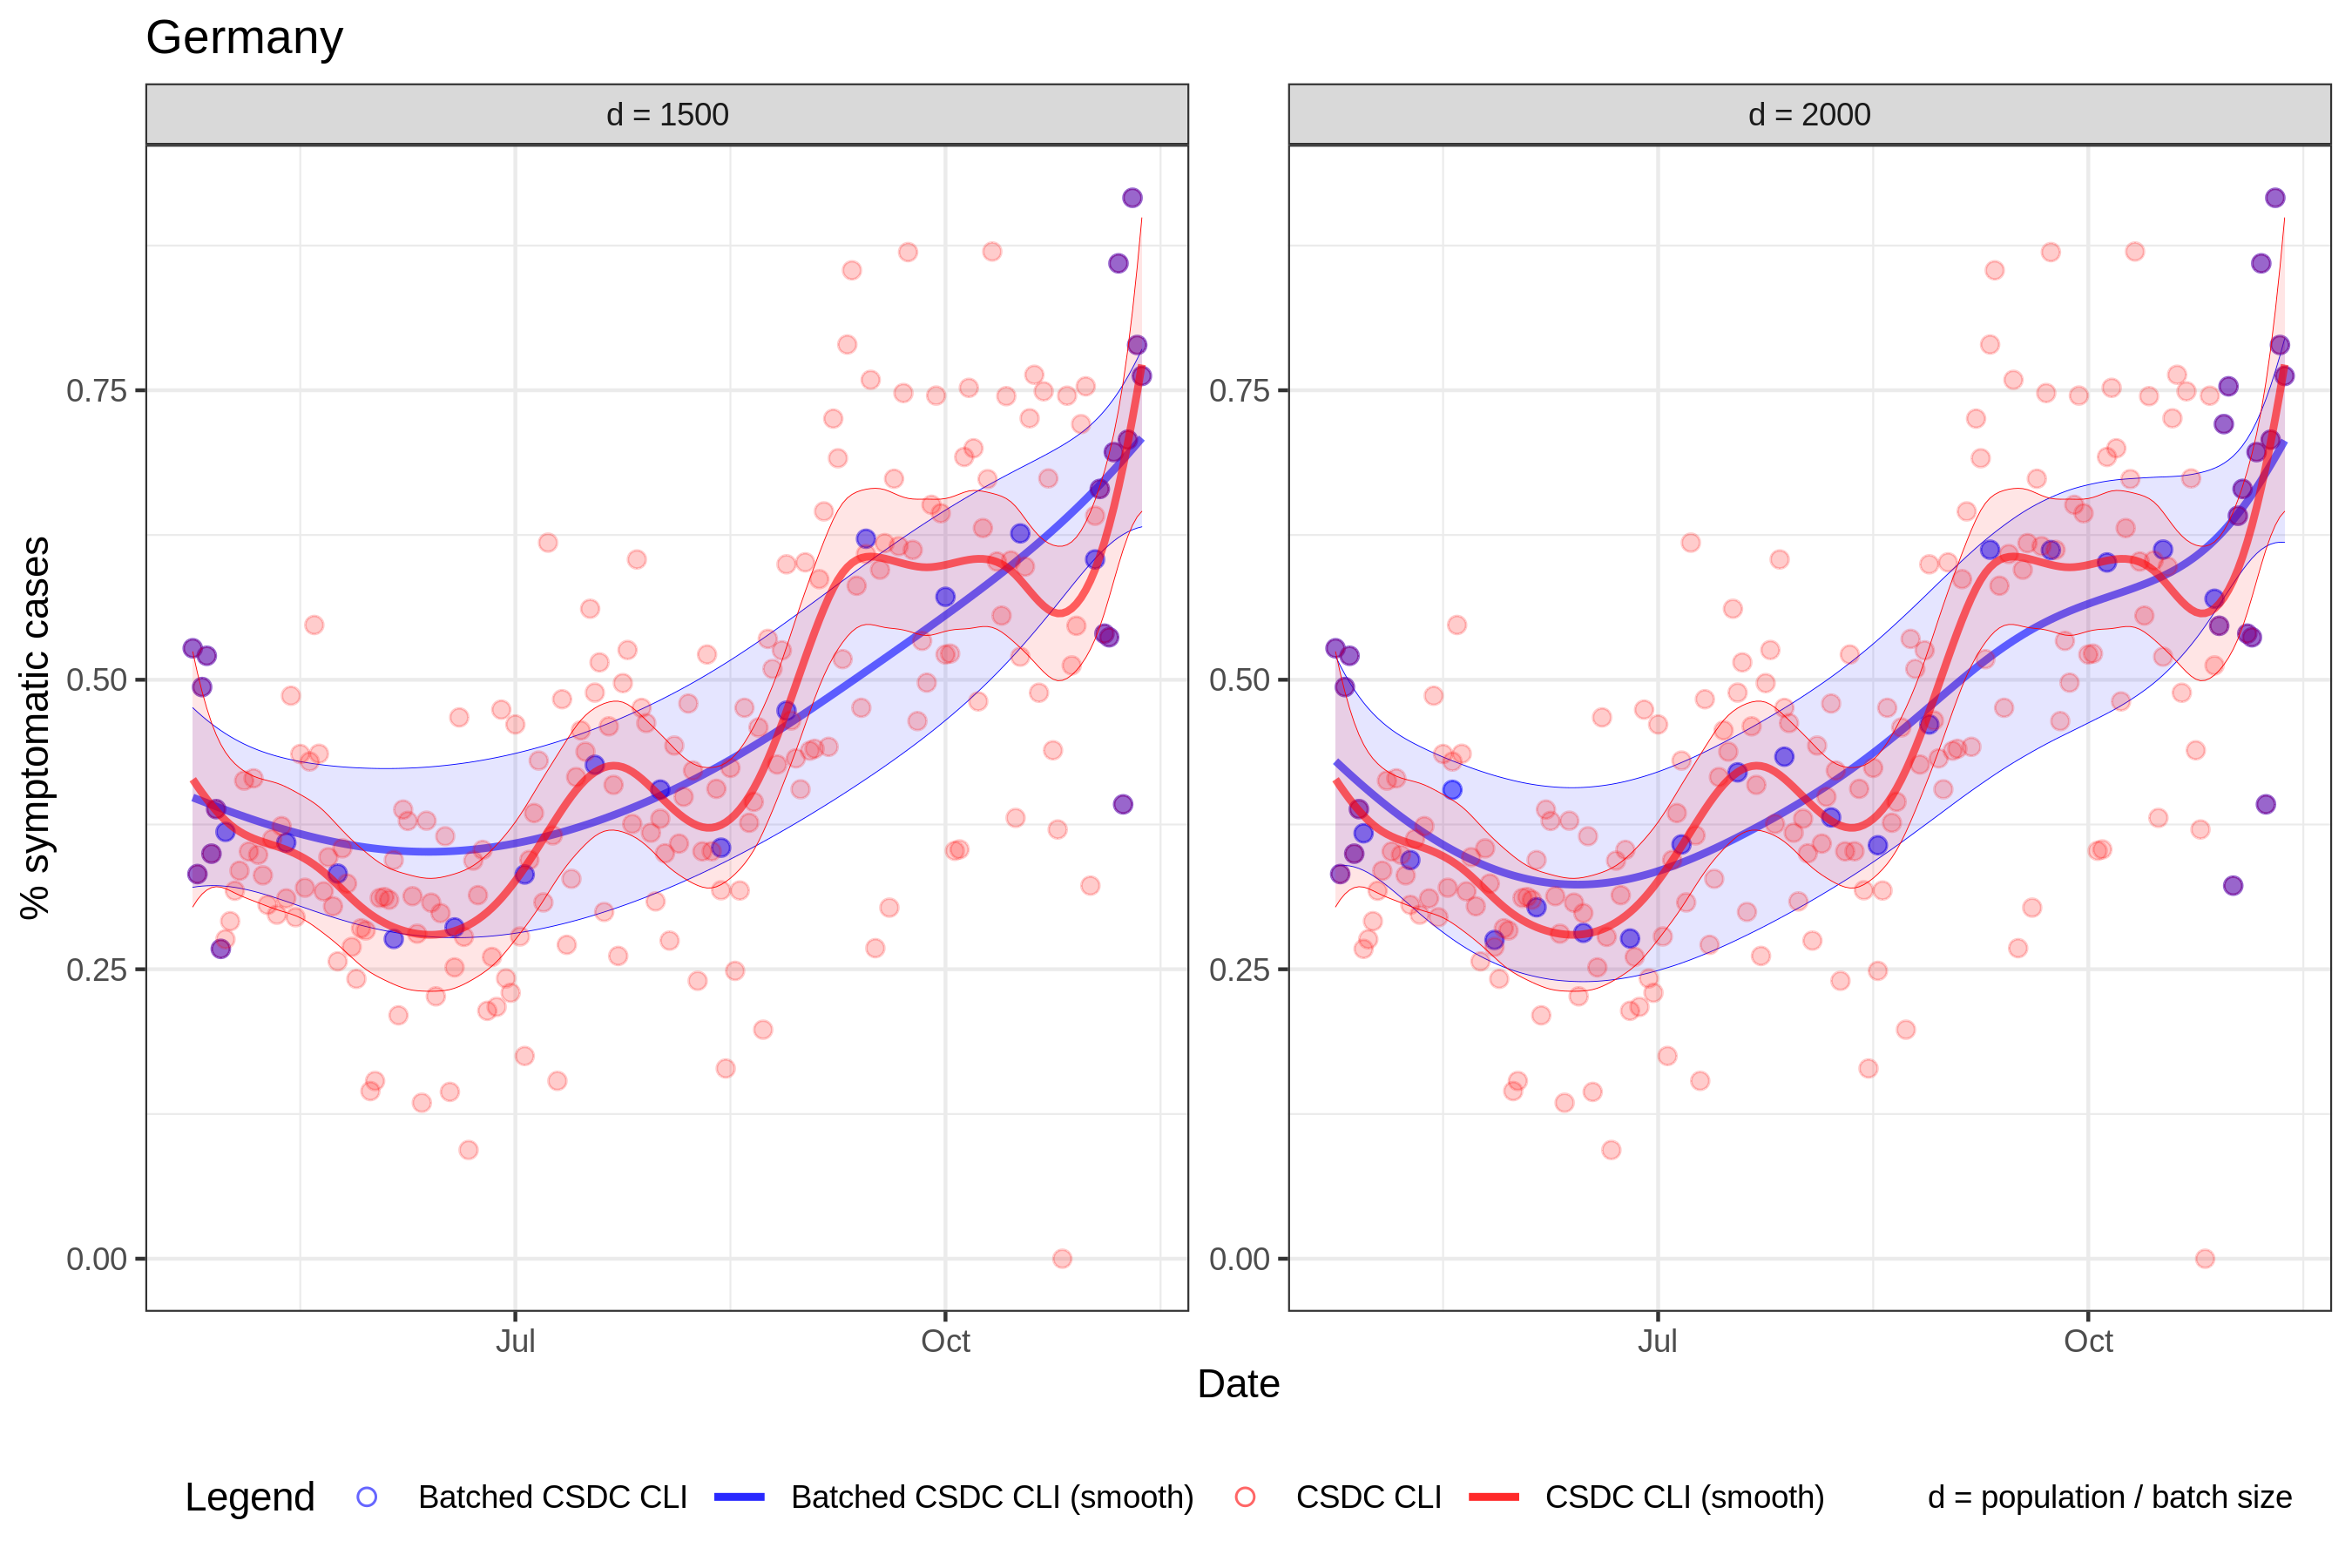 Germany
d = 1500
d = 2000
% symptomatic cases
0.75
0.50
0.25
0.00
0.75
0.50
0.25
0.00
Jul
Oct
Jul
Oct
Date
Legend
Batched CSDC CLI
Batched CSDC CLI (smooth)
CSDC CLI
CSDC CLI (smooth)
d = population / batch size